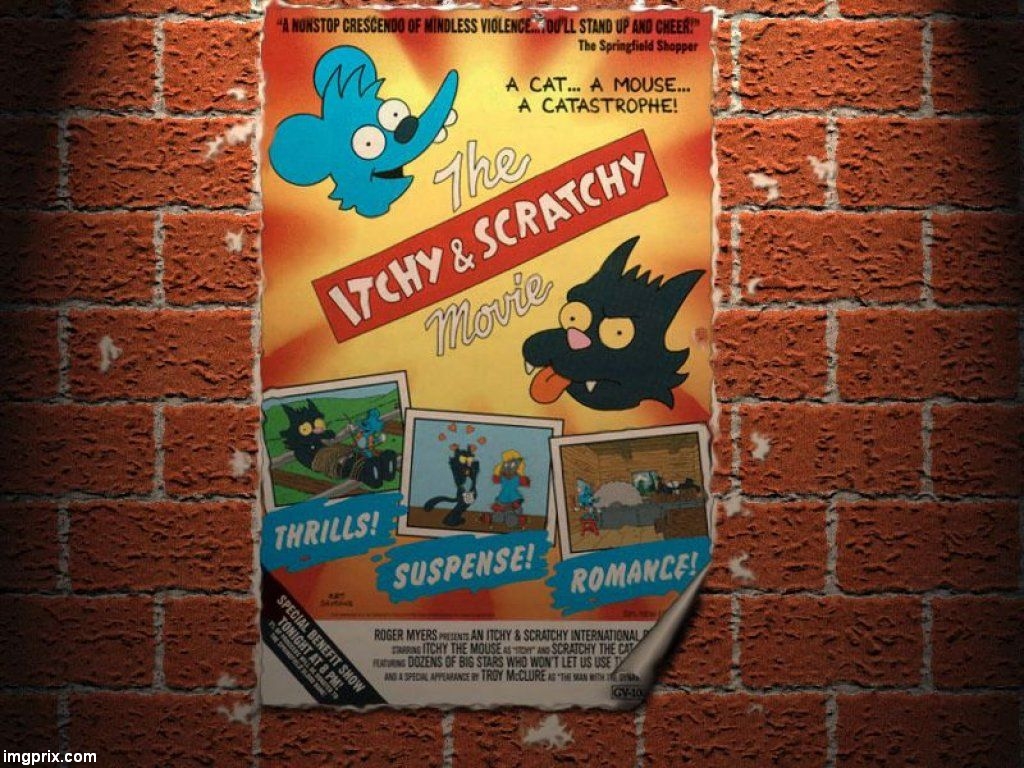 "A NONSTOP CRESCENDO OF MINDLESS VIOLENCE...YOU'LL STAND UP AND CHEER!"
The Springfield Shopper
A CAT... A MOUSE...
A CATASTROPHE!
The
ITCHY & SCRATCHY
Movie
THRILLS!
SUSPENSE!
ROMANCE!
SPECIAL BENEFIT SHOW
TONIGHT AT 8 PM!
ROGER MYERS PRESENTS AN ITCHY & SCRATCHY INTERNATIONAL
STARRING ITCHY THE MOUSE AS "ITCHY" AND SCRATCHY THE CAT
FEATURING DOZENS OF BIG STARS WHO WON'T LET US USE
AND A SPECIAL APPEARANCE BY TROY McCLURE AS "THE MAN WITH
GV-10
imgprix.com